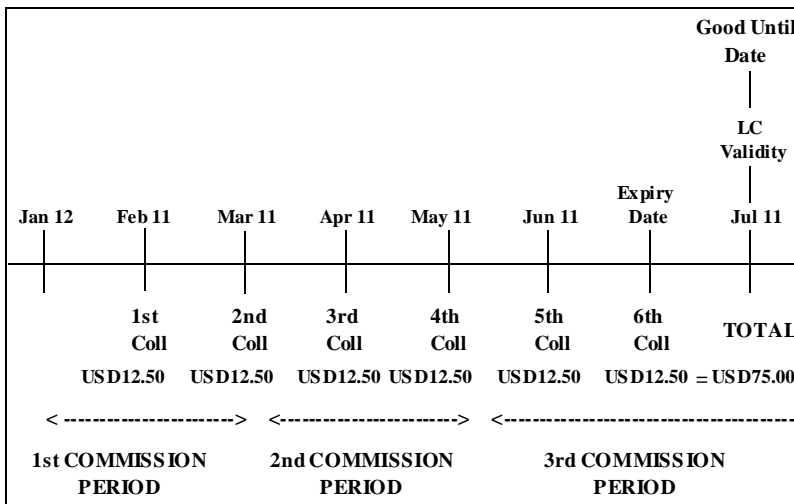 Good Until
Date
LC
Validity
Jan 12 Feb 11 Mar 11 Apr 11 May 11 Jun 11 Expiry Date Jul 11
1st Coll 2nd Coll 3rd Coll 4th Coll 5th Coll 6th Coll TOTAL
USD12.50 USD12.50 USD12.50 USD12.50 USD12.50 USD12.50 = USD75.00
< ----------------------- > <----------------------- > <-------------------------------------
1st COMMISSION PERIOD 2nd COMMISSION PERIOD 3rd COMMISSION PERIOD